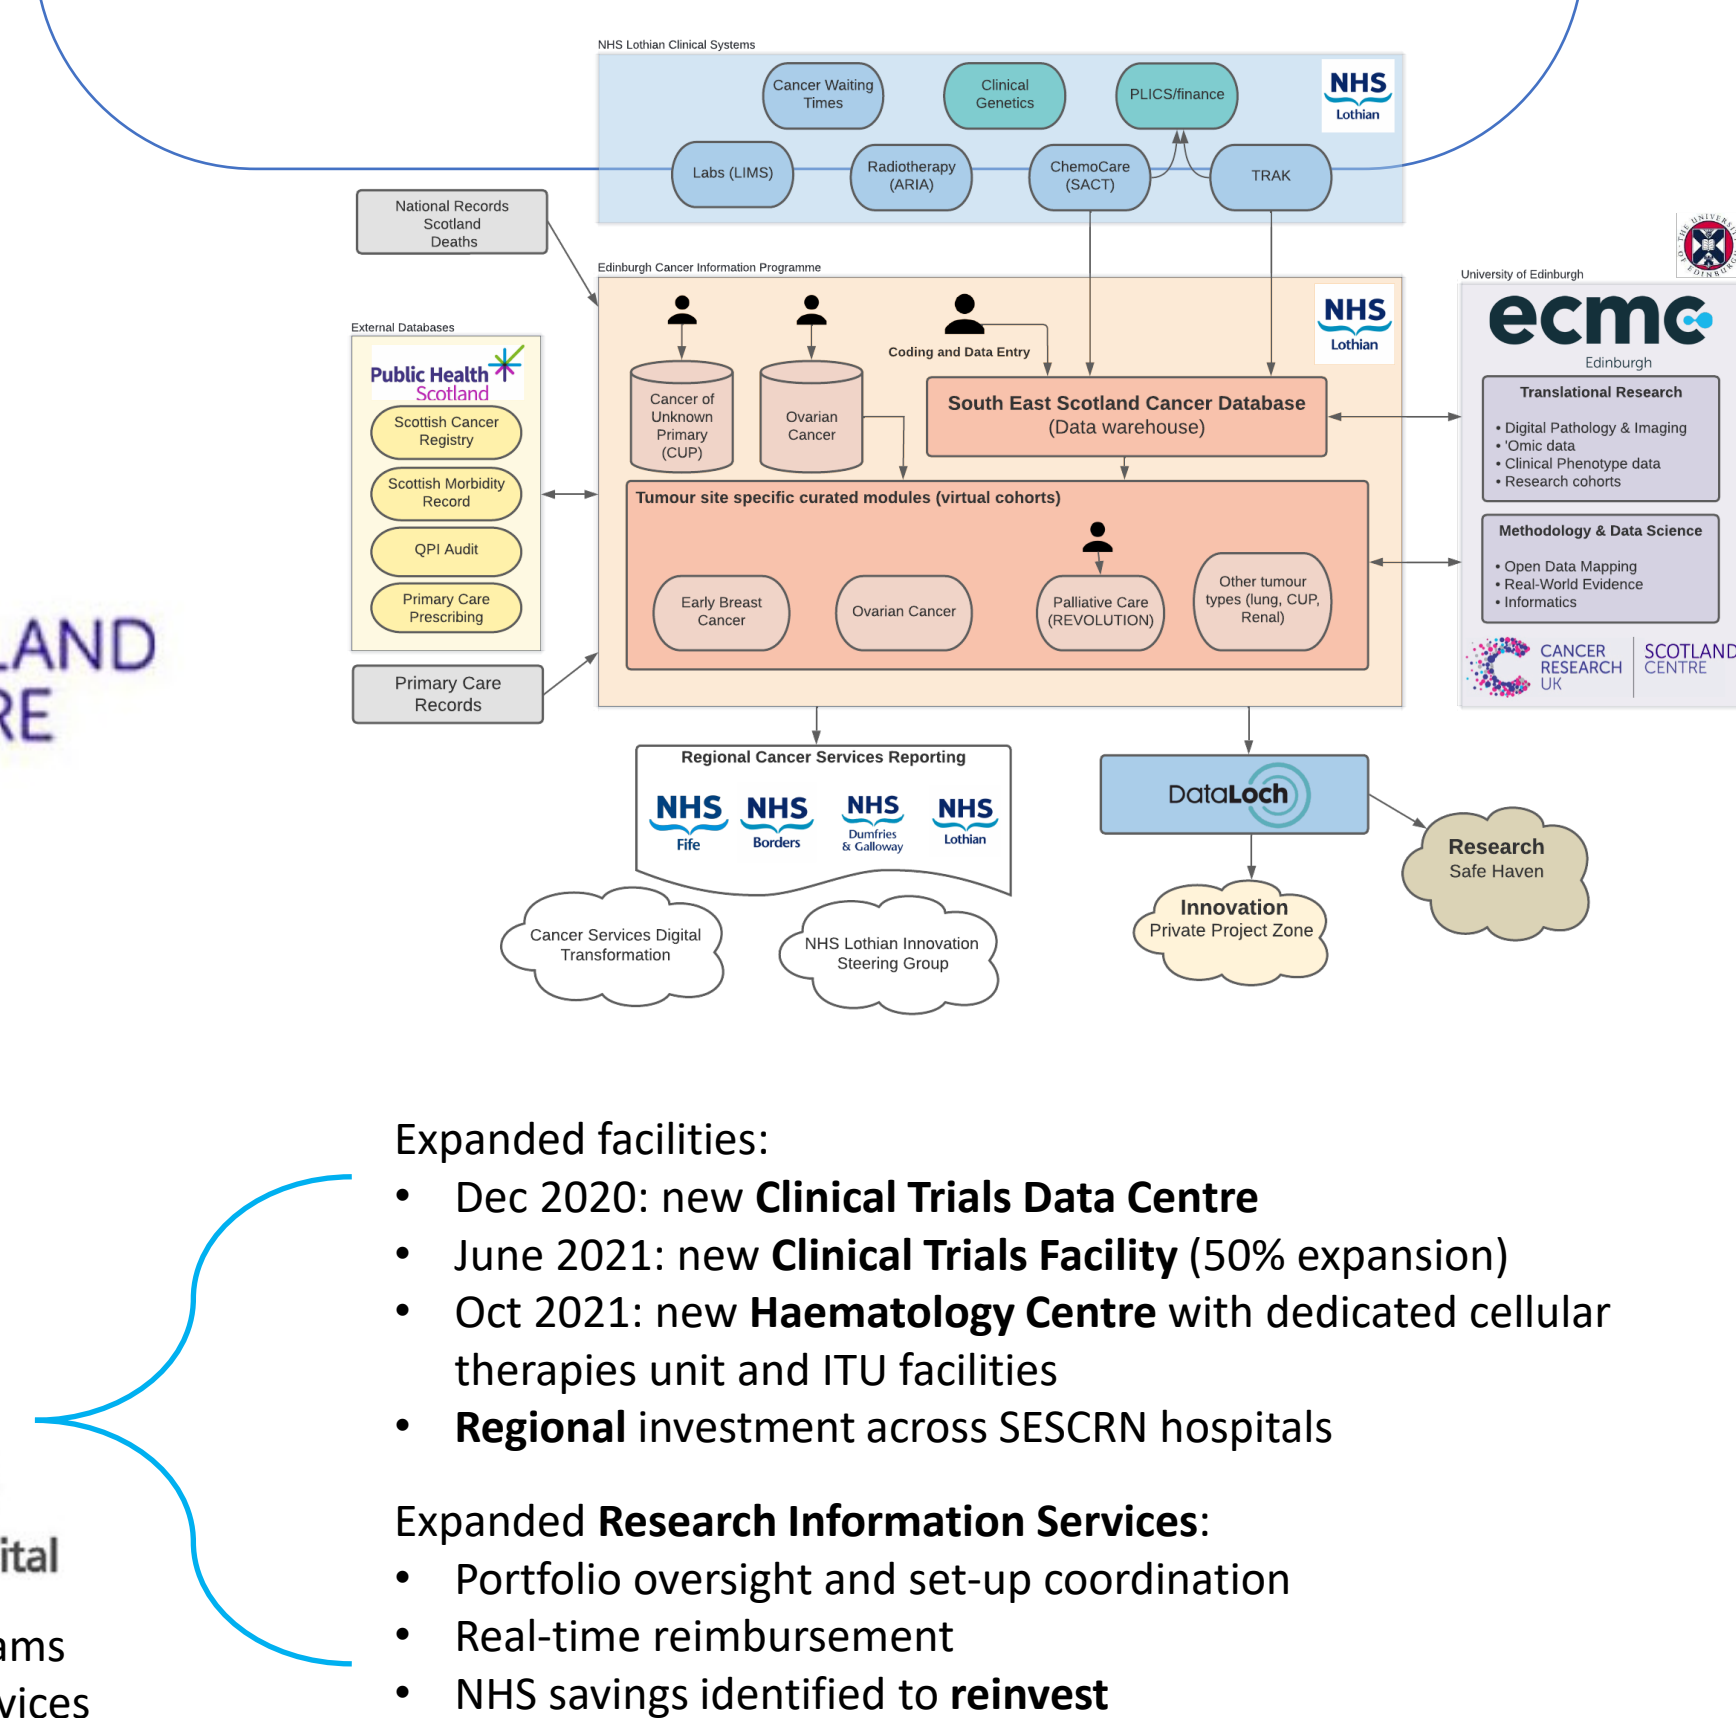 NHS Lothian Clinical Systems
Cancer Waiting
Times
Clinical
Genetics
PLICS/finance
NHS
Lothian
Labs (LIMS)
Radiotherapy
(ARIA)
ChemoCare
(SACT)
TRAK
National Records
Scotland
Deaths
Edinburgh Cancer Information Programme
NHS
Lothian
Coding and Data Entry
Cancer of
Unknown
Primary
(CUP)
Ovarian
Cancer
South East Scotland Cancer Database
(Data warehouse)
Tumour site specific curated modules (virtual cohorts)
Early Breast
Cancer
Ovarian Cancer
Palliative Care
(REVOLUTION)
Other tumour
types (lung, CUP,
Renal)
External Databases
Public Health
Scotland
Scottish Cancer
Registry
Scottish Morbidity
Record
QPI Audit
Primary Care
Prescribing
Primary Care
Records
University of Edinburgh
ecmc
Edinburgh
Translational Research
• Digital Pathology & Imaging
• 'Omic data
• Clinical Phenotype data
• Research cohorts
Methodology & Data Science
• Open Data Mapping
• Real-World Evidence
• Informatics
CANCER
RESEARCH
UK
SCOTLAND
CENTRE
LAND
RE
Regional Cancer Services Reporting
NHS
Fife
NHS
Borders
NHS
Dumfries
& Galloway
NHS
Lothian
DataLoch
Research
Safe Haven
Innovation
Private Project Zone
Cancer Services Digital
Transformation
NHS Lothian Innovation
Steering Group
Expanded facilities:
• Dec 2020: new Clinical Trials Data Centre
• June 2021: new Clinical Trials Facility (50% expansion)
• Oct 2021: new Haematology Centre with dedicated cellular
therapies unit and ITU facilities
• Regional investment across SESCRN hospitals
Expanded Research Information Services:
• Portfolio oversight and set-up coordination
• Real-time reimbursement
• NHS savings identified to reinvest
ital
ams
vices